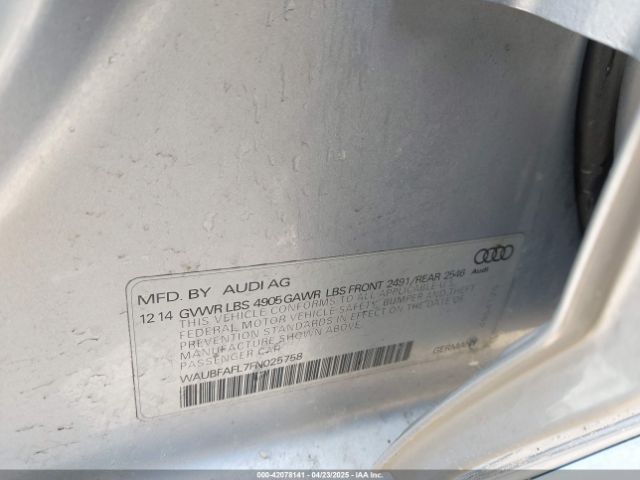 MFD. BY AUDI AG
12 14 GVWR LBS 4905 GAWR LBS FRONT 2491/REAR 2546
THIS VEHICLE CONFORMS TO ALL APPLICABLE U.S.
FEDERAL MOTOR VEHICLE SAFETY, BUMPER AND THEFT
PREVENTION STANDARDS IN EFFECT ON THE DATE OF
MANUFACTURE SHOWN ABOVE.
PASSENGER CAR
WAUBFAFL7FN025758
Audi
GERMANY
000-42078141 - 04/23/2025 -